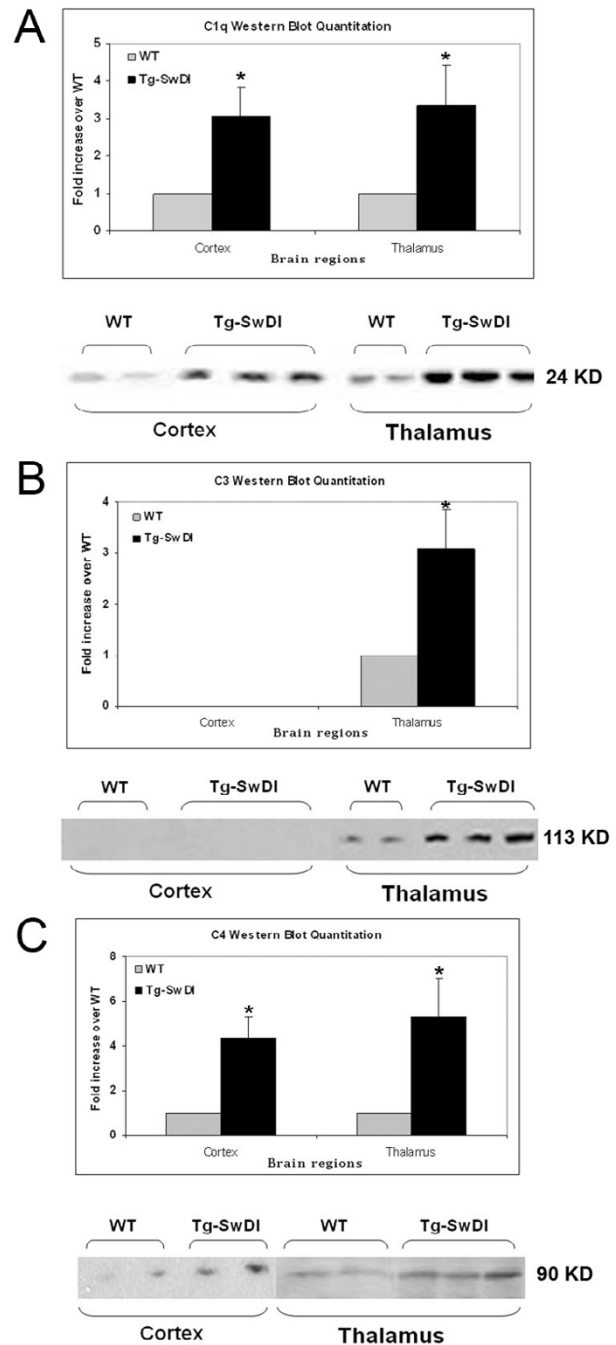 A
C1q Western Blot Quantitation
Fold increase over WT
5
4
3
2
1
0
WT
Tg-SwDI
*
*
Cortex
Thalamus
Brain regions
WT
Tg-SwDI
WT
Tg-SwDI
24 KD
Cortex
Thalamus
B
C3 Western Blot Quantitation
Fold increase over WT
4
3
2
1
0
WT
Tg-SwDI
*
Cortex
Thalamus
Brain regions
WT
Tg-SwDI
WT
Tg-SwDI
113 KD
Cortex
Thalamus
C
C4 Western Blot Quantitation
Fold increase over WT
8
6
4
2
0
WT
Tg-SwDI
*
*
Cortex
Thalamus
Brain regions
WT
Tg-SwDI
WT
Tg-SwDI
90 KD
Cortex
Thalamus